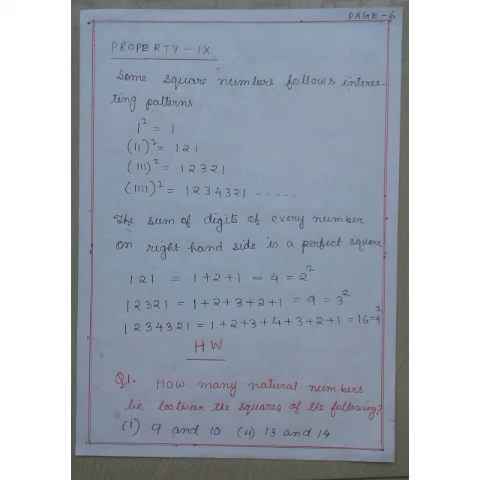 PAGE-6
PROPERTY - IX
Some square numbers follows interes-
ting patterns
1² = 1
(11)² = 121
(111)² = 12321
(1111)² = 1234321 -----
The sum of digits of every number
on right hand side is a perfect square
121 = 1+2+1 = 4 = 2²
12321 = 1+2+3+2+1 = 9 = 3²
1234321 = 1+2+3+4+3+2+1 = 16 = 4²
HW
Q1. How many natural numbers
lie between the squares of the following?
(I) 9 and 10 (II) 13 and 14